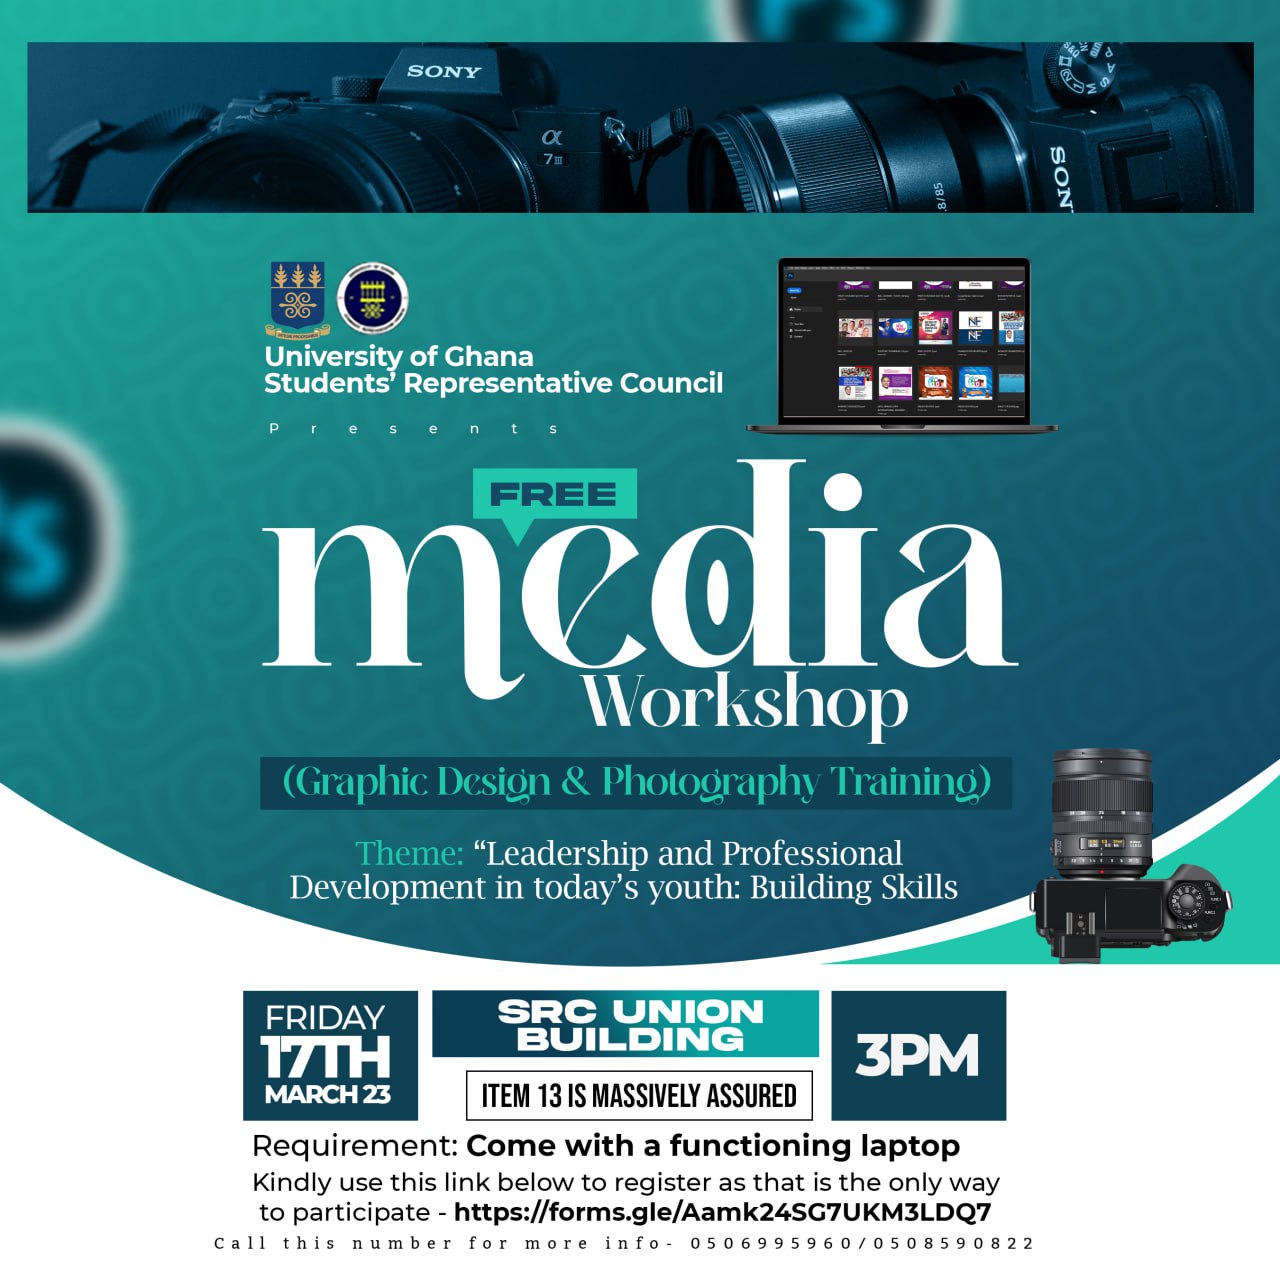 SONY
α
7III
.8/85
SONY
University of Ghana
Students' Representative Council
Presents
FREE
media
Workshop
(Graphic Design & Photography Training)
Theme: “Leadership and Professional
Development in today’s youth: Building Skills
FRIDAY
17TH
MARCH 23
SRC UNION
BUILDING
ITEM 13 IS MASSIVELY ASSURED
3PM
Requirement: Come with a functioning laptop
Kindly use this link below to register as that is the only way
to participate - https://forms.gle/Aamk24SG7UKM3LDQ7
Call this number for more info- 0506995960/0508590822